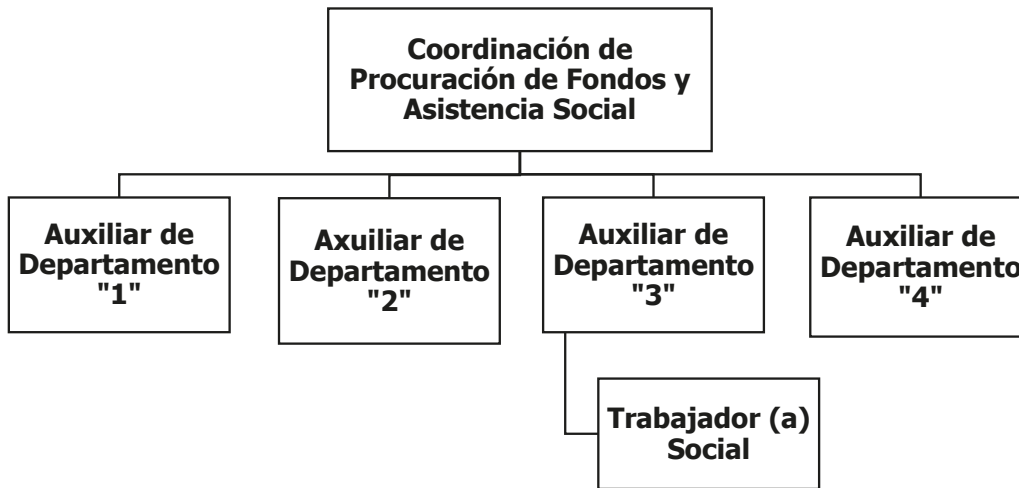 Coordinación de
Procuración de Fondos y
Asistencia Social
Auxiliar de
Departamento
"1"
Axuiliar de
Departamento
"2"
Auxiliar de
Departamento
"3"
Auxiliar de
Departamento
"4"
Trabajador (a)
Social